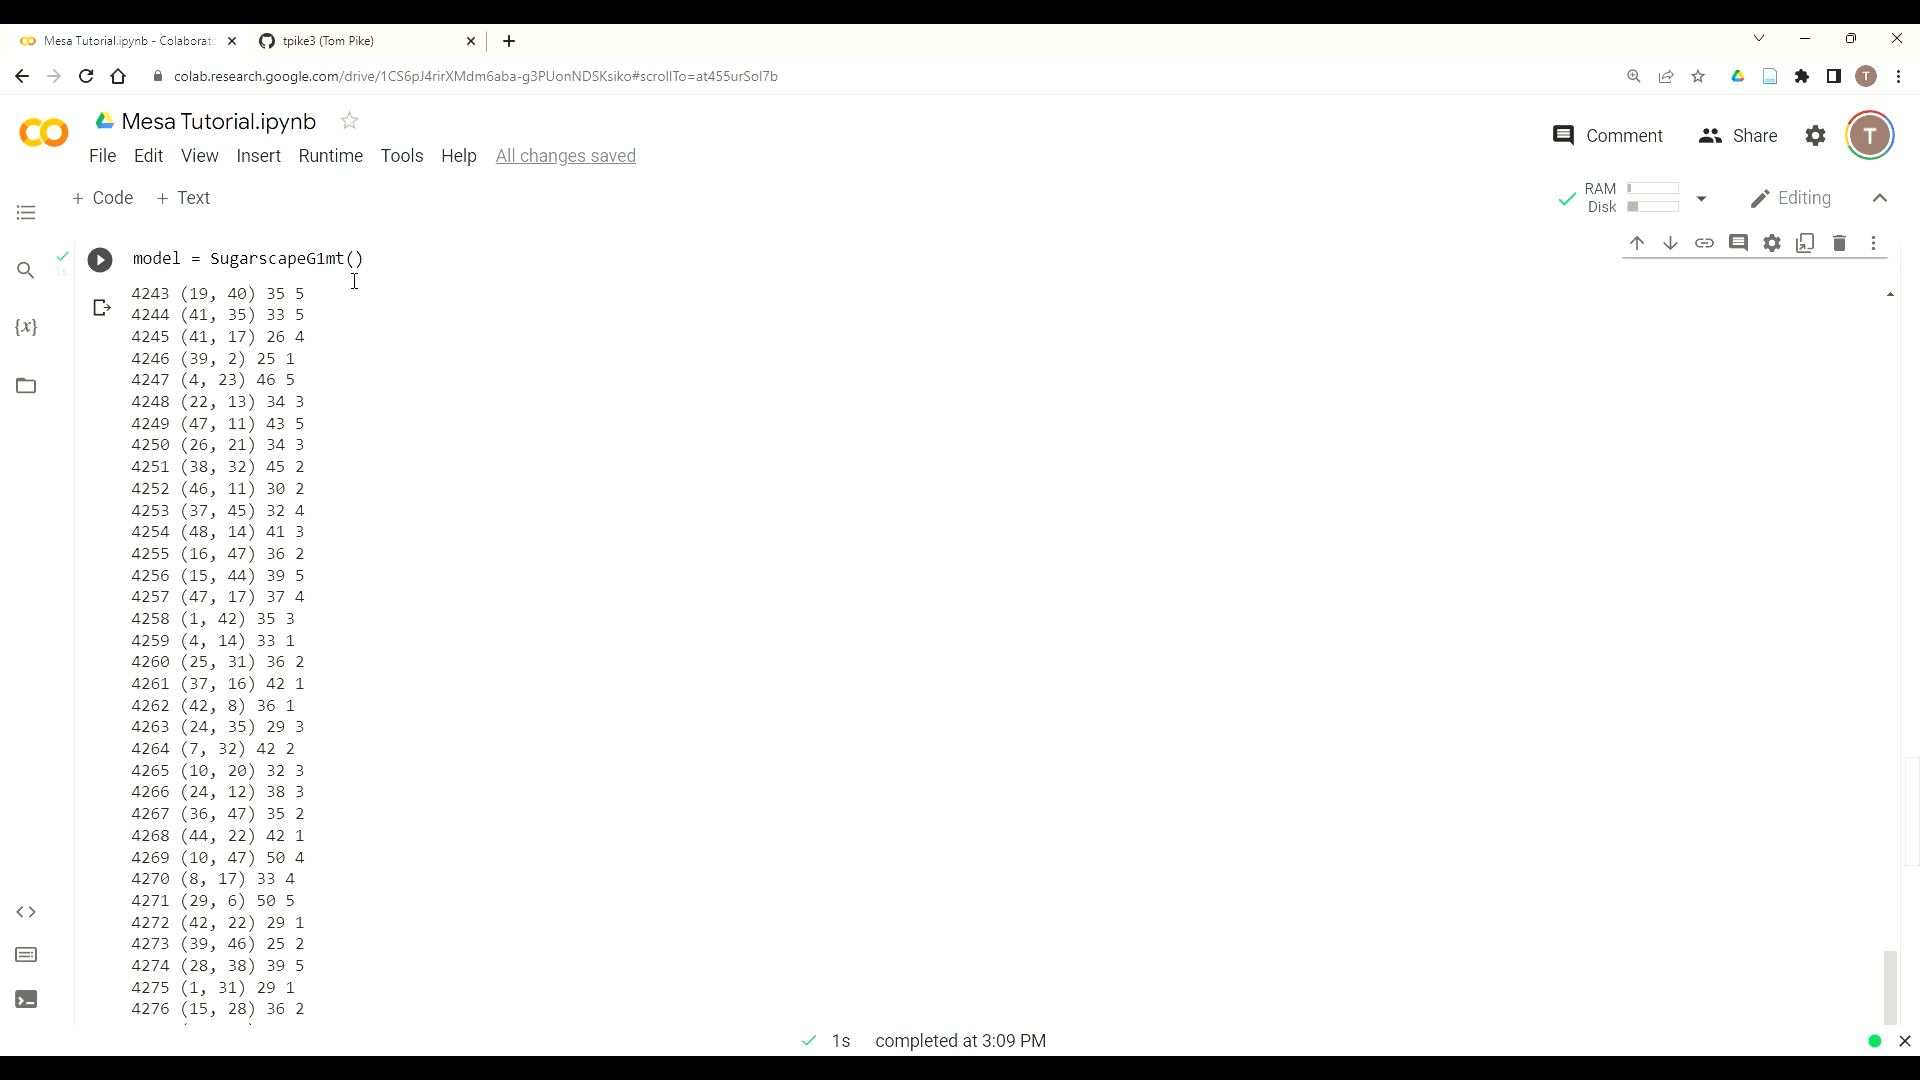 Mesa Tutorial.ipynb - Colaborat
tpike3 (Tom Pike)
colab.research.google.com/drive/1CS6pJ4rirXMdm6aba-g3PUonNDSKsiko#scrollTo=at455urSol7b
T
Mesa Tutorial.ipynb
Comment
Share
T
File Edit View Insert Runtime Tools Help All changes saved
+ Code + Text
RAM
Disk
Editing
{x}
1s
model = SugarscapeG1mt()
4243 (19, 40) 35 5
4244 (41, 35) 33 5
4245 (41, 17) 26 4
4246 (39, 2) 25 1
4247 (4, 23) 46 5
4248 (22, 13) 34 3
4249 (47, 11) 43 5
4250 (26, 21) 34 3
4251 (38, 32) 45 2
4252 (46, 11) 30 2
4253 (37, 45) 32 4
4254 (48, 14) 41 3
4255 (16, 47) 36 2
4256 (15, 44) 39 5
4257 (47, 17) 37 4
4258 (1, 42) 35 3
4259 (4, 14) 33 1
4260 (25, 31) 36 2
4261 (37, 16) 42 1
4262 (42, 8) 36 1
4263 (24, 35) 29 3
4264 (7, 32) 42 2
4265 (10, 20) 32 3
4266 (24, 12) 38 3
4267 (36, 47) 35 2
4268 (44, 22) 42 1
4269 (10, 47) 50 4
4270 (8, 17) 33 4
4271 (29, 6) 50 5
4272 (42, 22) 29 1
4273 (39, 46) 25 2
4274 (28, 38) 39 5
4275 (1, 31) 29 1
4276 (15, 28) 36 2
1s completed at 3:09 PM